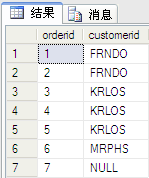 结果 消息
orderid customerid
1 1 FRNDO
2 2 FRNDO
3 3 KRLOS
4 4 KRLOS
5 5 KRLOS
6 6 MRPHS
7 7 NULL